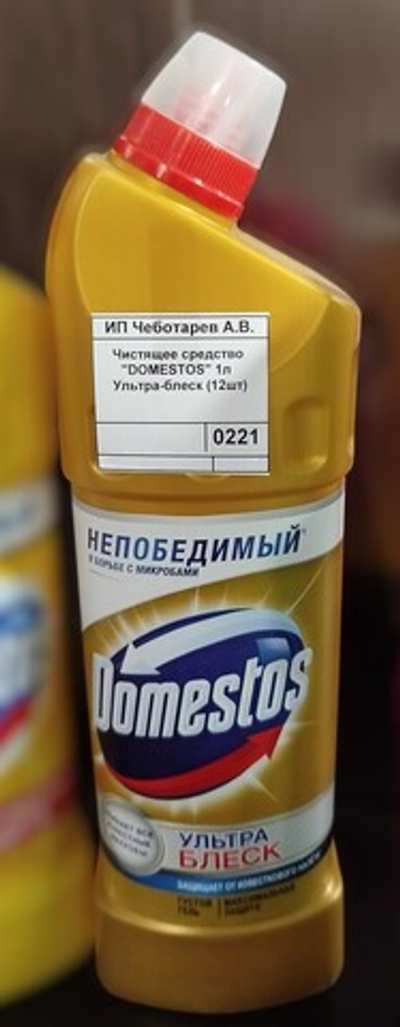 ИП Чеботарев А.В.
Чистящее средство
"DOMESTOS" 1л
Ультра-блеск (12шт)
0221
НЕПОБЕДИМЫЙ
В БОРЬБЕ С МИКРОБАМИ
Domestos
УЛЬТРА
БЛЕСК
ЗАЩИЩАЕТ ОТ ИЗВЕСТКОВОГО НАЛЕТА
ГУСТОЙ
ГЕЛЬ
МАКСИМАЛЬНАЯ
ЗАЩИТА